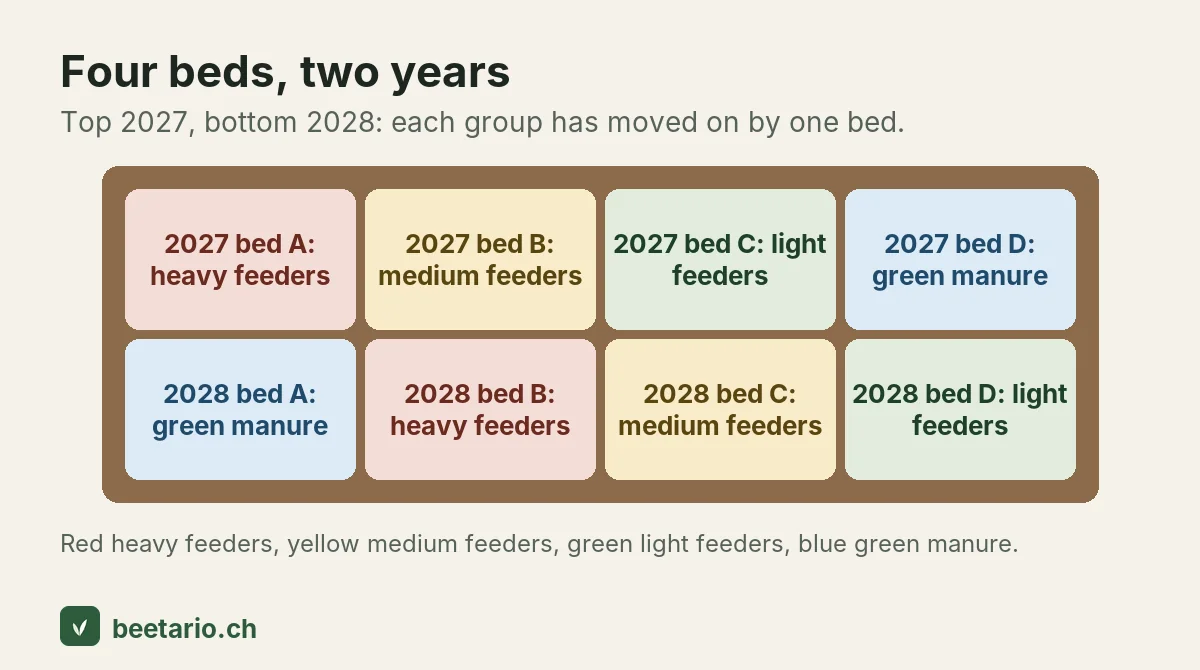 Four beds, two years
Top 2027, bottom 2028: each group has moved on by one bed.
2027 bed A:
heavy feeders
2027 bed B:
medium feeders
2027 bed C: light
feeders
2027 bed D:
green manure
2028 bed A:
green manure
2028 bed B:
heavy feeders
2028 bed C:
medium feeders
2028 bed D: light
feeders
Red heavy feeders, yellow medium feeders, green light feeders, blue green manure.
beetario.ch